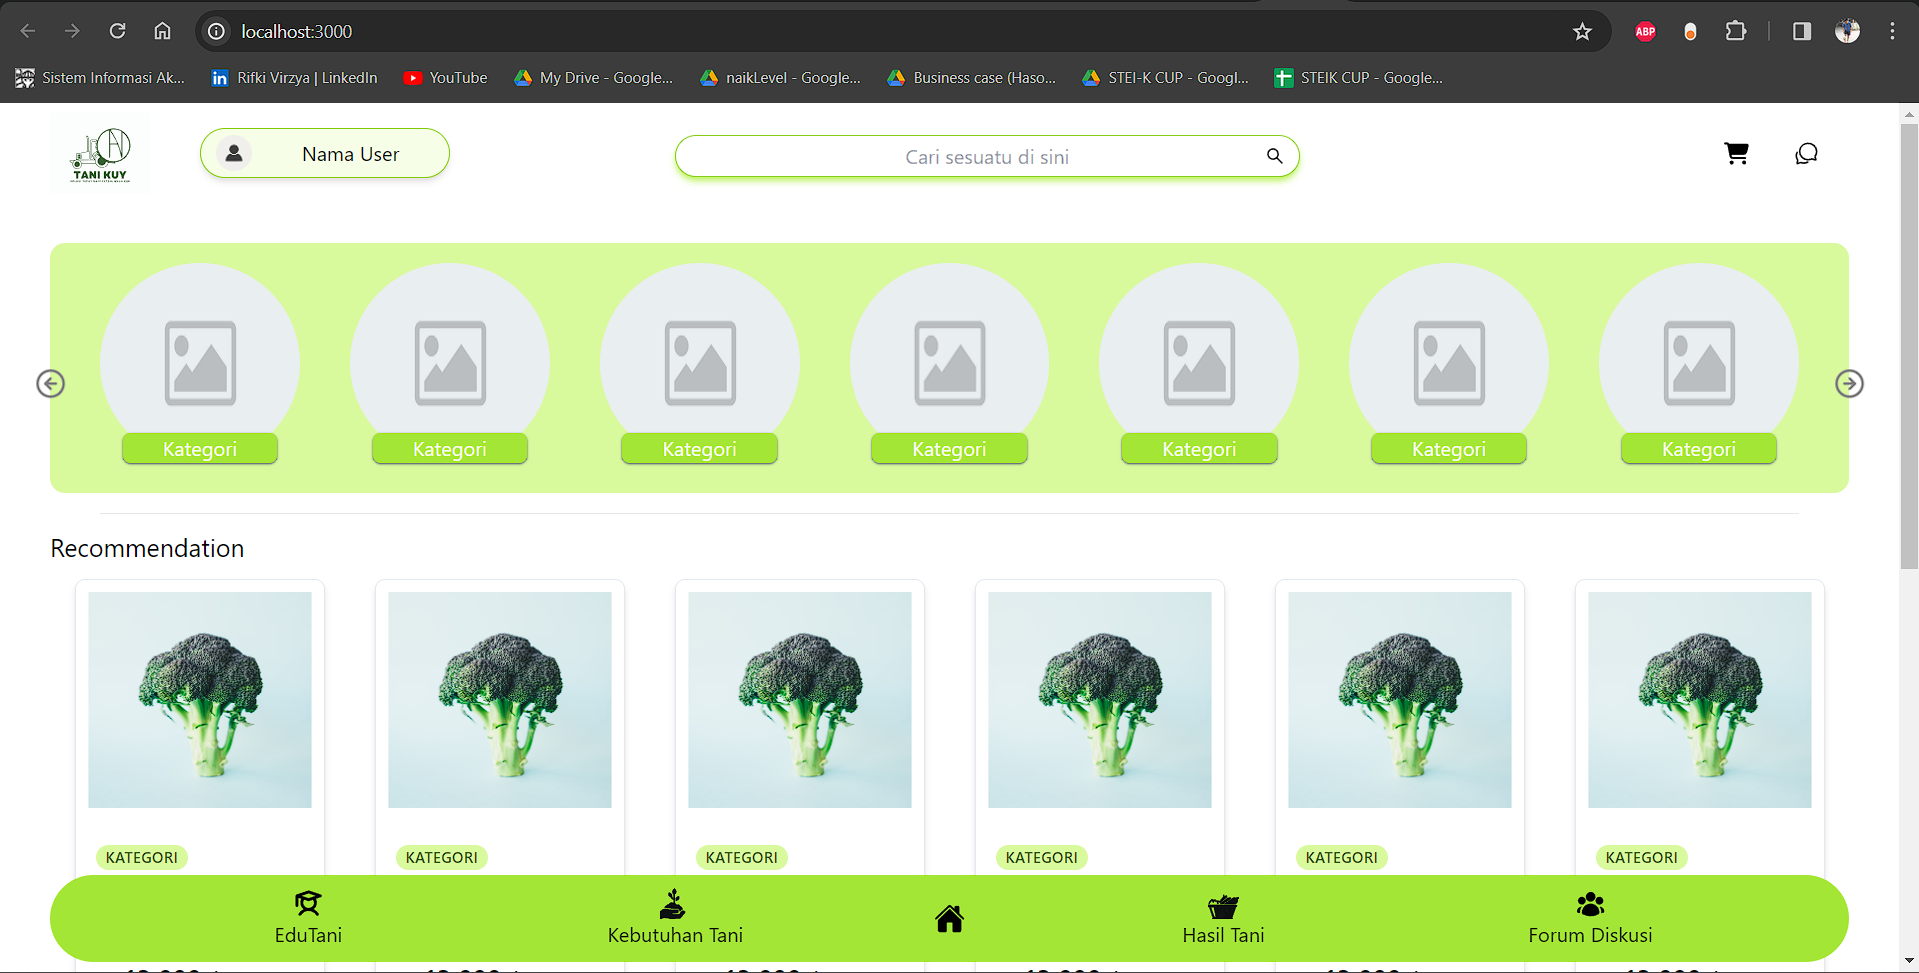 localhost:3000
ABP
Sistem Informasi Ak...
Rifki Virzya | LinkedIn
YouTube
My Drive - Google...
naikLevel - Google...
Business case (Haso...
STEI-K CUP - Googl...
STEIK CUP - Google...
TANI KUY
Nama User
Cari sesuatu di sini
Kategori
Kategori
Kategori
Kategori
Kategori
Kategori
Kategori
Recommendation
KATEGORI
KATEGORI
KATEGORI
KATEGORI
KATEGORI
KATEGORI
EduTani
Kebutuhan Tani
Hasil Tani
Forum Diskusi